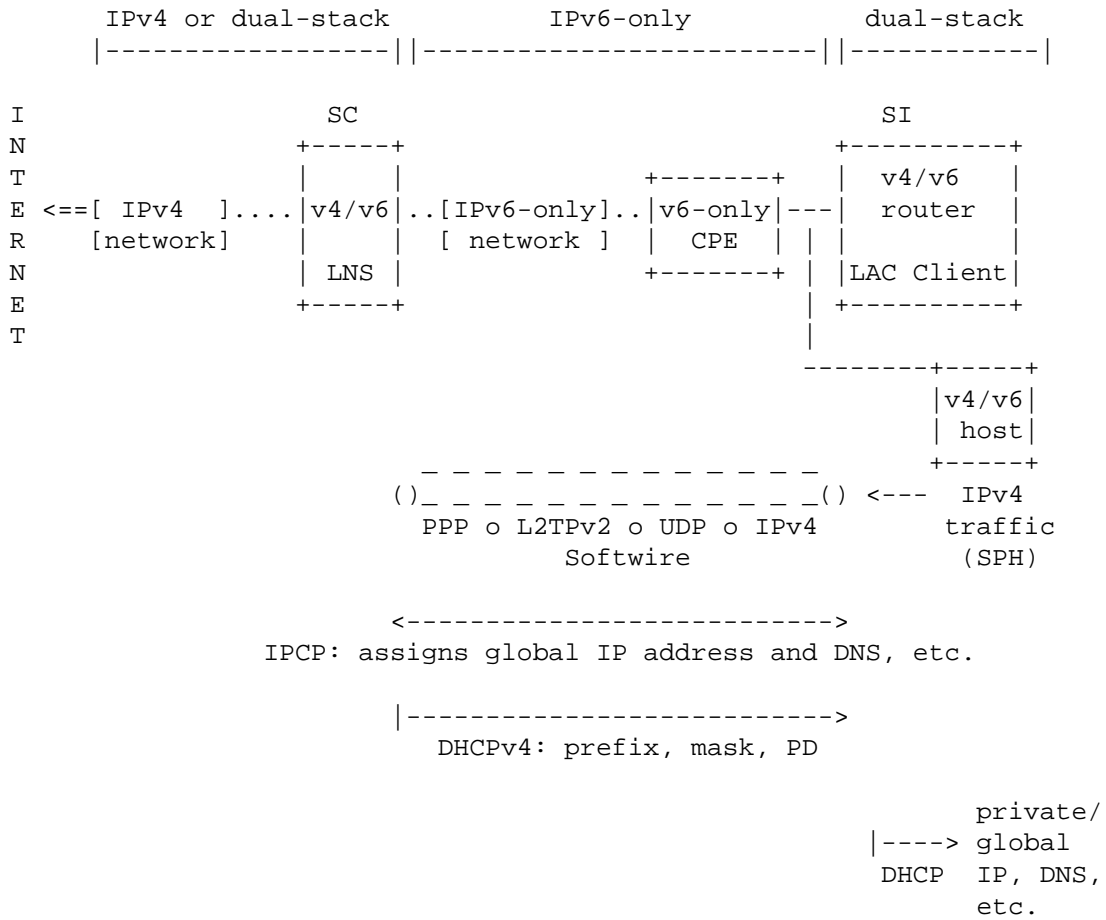 IPv4 or dual-stack          IPv6-only          dual-stack
|------------------||-------------------------||------------|
I                   SC                                 SI
N                 +-----+                           +----------+
T                 |     |               +-------+   |  v4/v6   |
E <==[ IPv4  ]....|v4/v6|..[IPv6-only]..|v6-only|---|  router  |
R    [network]    |     |  [ network ]  |  CPE  | | |          |
N                 | LNS |               +-------+ | |LAC Client|
E                 +-----+                         | +----------+
T                                                 |
--------+-----+
|v4/v6|
| host|
_ _ _ _ _ _ _ _ _ _ _ _ _       +-----+
()_ _ _ _ _ _ _ _ _ _ _ _ _() <---  IPv4
PPP o L2TPv2 o UDP o IPv4        traffic
Softwire                 (SPH)
<--------------------------->
IPCP: assigns global IP address and DNS, etc.
|--------------------------->
DHCPv4: prefix, mask, PD
private/
|----> global
DHCP  IP, DNS,
etc.